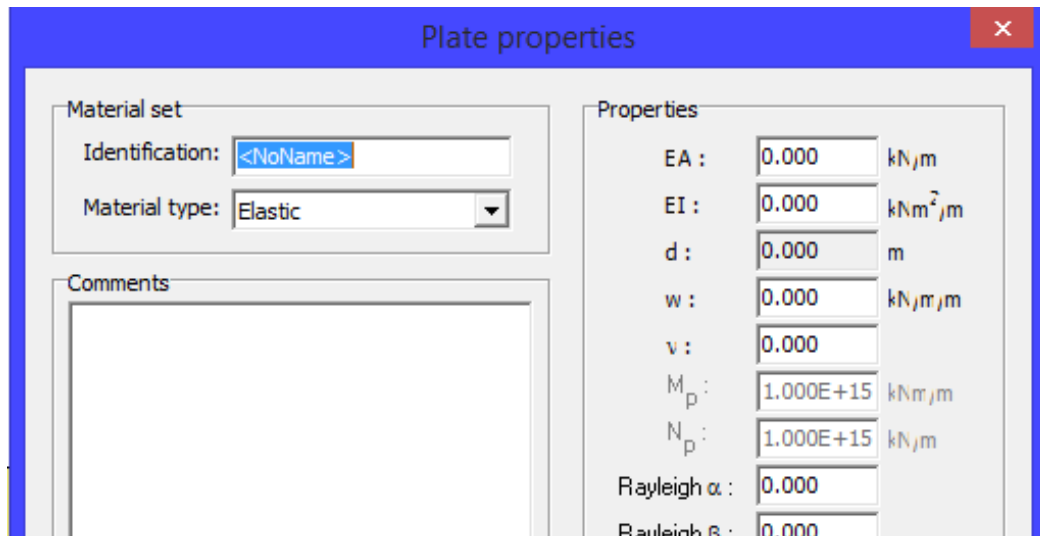 Plate properties
Material set
Identification: <NoName>
Material type: Elastic
Comments
Properties
EA : 0.000 kN/m
EI : 0.000 kNm²/m
d : 0.000 m
w : 0.000 kN/m/m
ν : 0.000
Mp : 1.000E+15 kNm/m
Np : 1.000E+15 kN/m
Rayleigh α : 0.000
Rayleigh β : 0.000